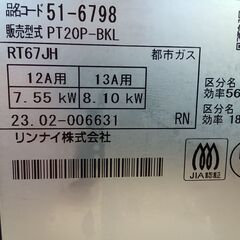 品名コード 51-6798
販売型式 PT20P-BKL
RT67JH 都市ガス
12A用 13A用
7.55 kW 8.10 kW
23.02-006631 RN
リンナイ株式会社
区分名
効率56
区分名
効率 18
JIA認証